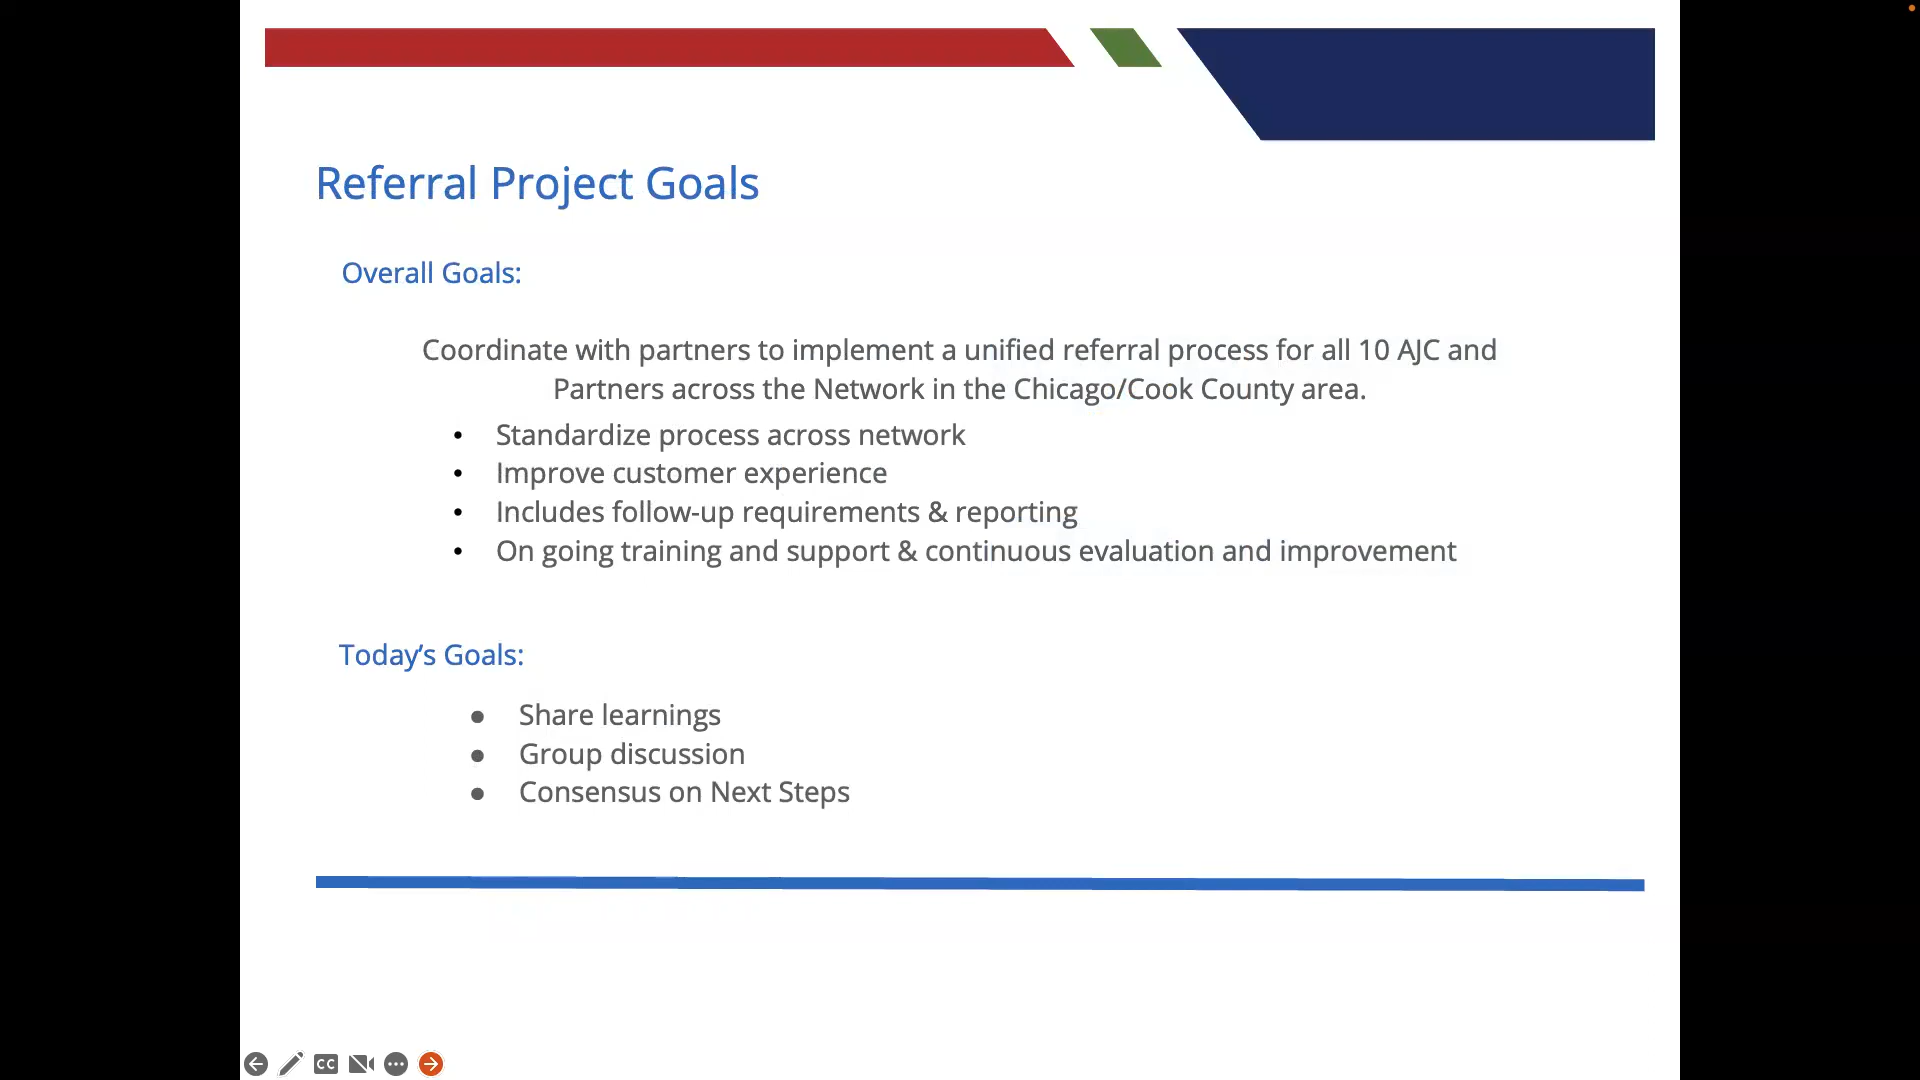 Referral Project Goals
Overall Goals:
Coordinate with partners to implement a unified referral process for all 10 AJC and
Partners across the Network in the Chicago/Cook County area.
• Standardize process across network
• Improve customer experience
• Includes follow-up requirements & reporting
• On going training and support & continuous evaluation and improvement
Today’s Goals:
● Share learnings
● Group discussion
● Consensus on Next Steps
CC